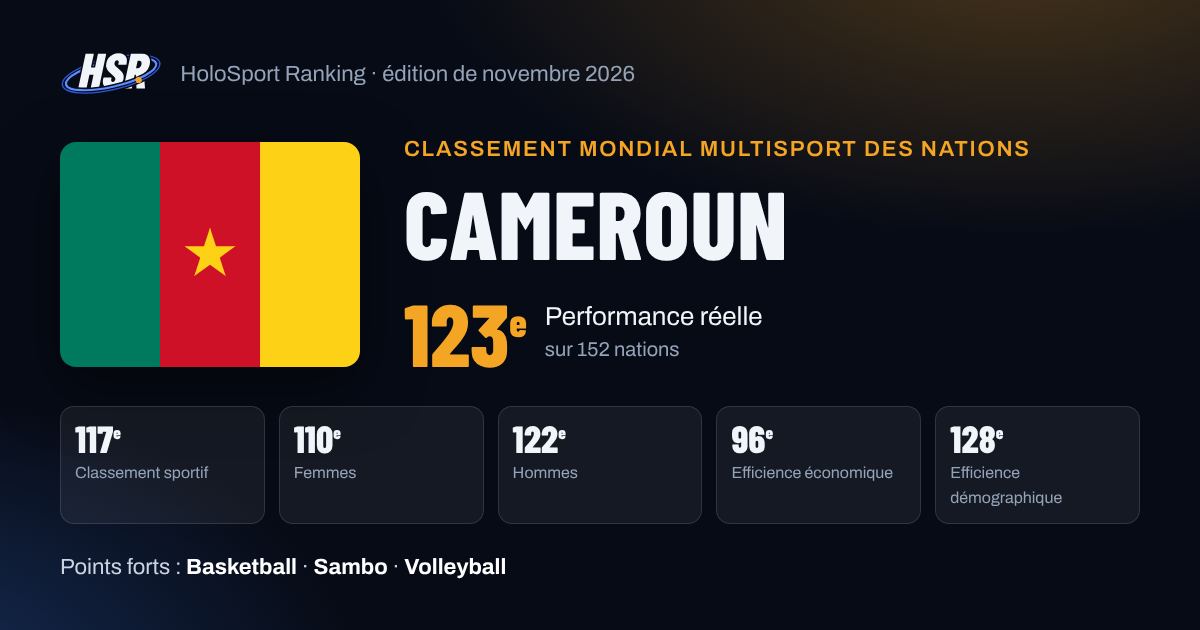 HSR
HoloSport Ranking · édition de novembre 2026
CLASSEMENT MONDIAL MULTISPORT DES NATIONS
CAMEROUN
123e
Performance réelle
sur 152 nations
117e
Classement sportif
110e
Femmes
122e
Hommes
96e
Efficience économique
128e
Efficience
démographique
Points forts : Basketball · Sambo · Volleyball